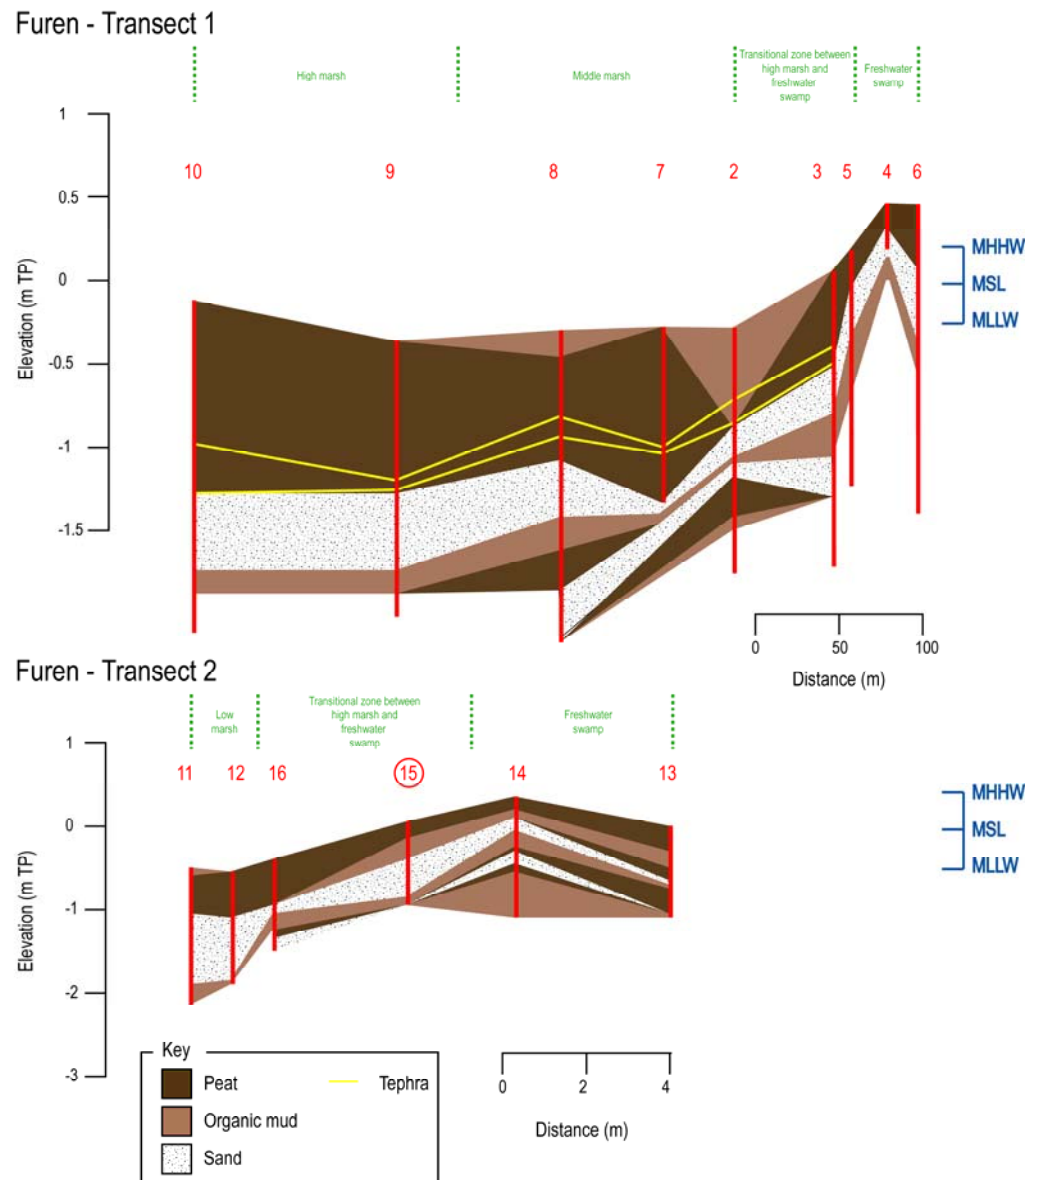 Furen - Transect 1
High marsh
Middle marsh
Transitional zone between
high marsh and
freshwater
swamp
Freshwater
swamp
10 9 8 7 2 3 5 4 6
1
0.5
0
-0.5
-1
-1.5
Elevation (m TP)
MHHW
MSL
MLLW
0 50 100
Distance (m)
Furen - Transect 2
Low
marsh
Transitional zone between
high marsh and
freshwater
swamp
Freshwater
swamp
11 12 16 15 14 13
1
0
-1
-2
-3
Elevation (m TP)
MHHW
MSL
MLLW
Key
Peat
Tephra
Organic mud
Sand
0 2 4
Distance (m)